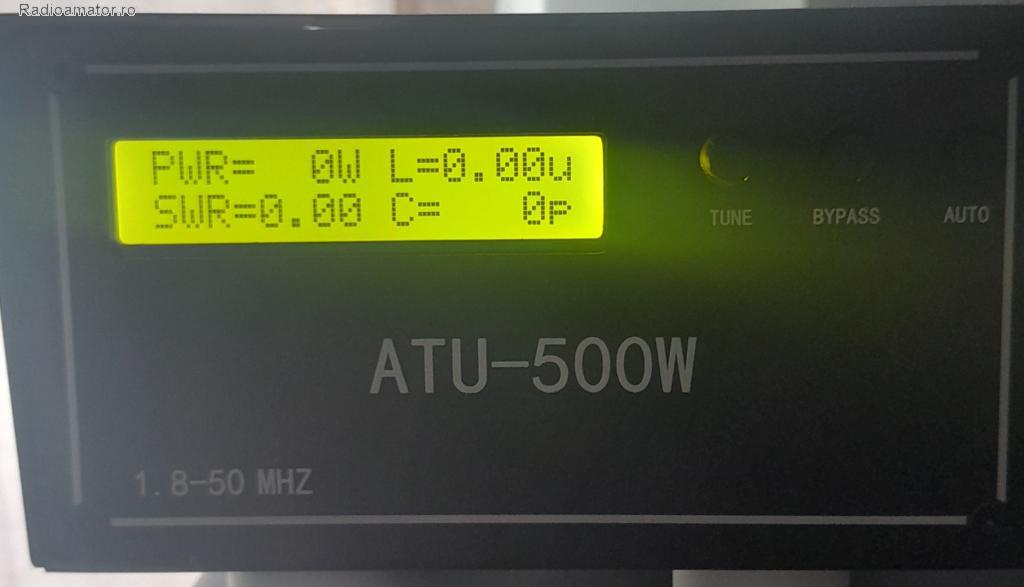 Radioamator.ro
PWR=  0W L=0.00u
SWR=0.00 C=   0p
TUNE BYPASS AUTO
ATU-500W
1.8-50 MHZ